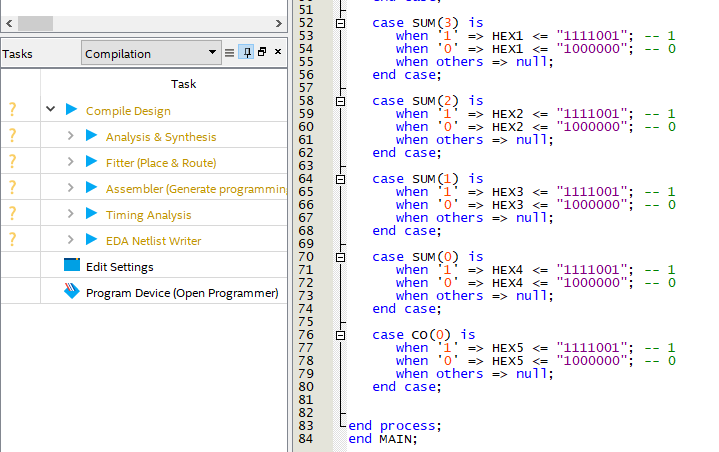 Tasks Compilation
Task
? Compile Design
? Analysis & Synthesis
? Fitter (Place & Route)
? Assembler (Generate programming
? Timing Analysis
? EDA Netlist Writer
Edit Settings
Program Device (Open Programmer)
51
52 case SUM(3) is
53 when '1' => HEX1 <= "1111001"; -- 1
54 when '0' => HEX1 <= "1000000"; -- 0
55 when others => null;
56 end case;
57
58 case SUM(2) is
59 when '1' => HEX2 <= "1111001"; -- 1
60 when '0' => HEX2 <= "1000000"; -- 0
61 when others => null;
62 end case;
63
64 case SUM(1) is
65 when '1' => HEX3 <= "1111001"; -- 1
66 when '0' => HEX3 <= "1000000"; -- 0
67 when others => null;
68 end case;
69
70 case SUM(0) is
71 when '1' => HEX4 <= "1111001"; -- 1
72 when '0' => HEX4 <= "1000000"; -- 0
73 when others => null;
74 end case;
75
76 case CO(0) is
77 when '1' => HEX5 <= "1111001"; -- 1
78 when '0' => HEX5 <= "1000000"; -- 0
79 when others => null;
80 end case;
81
82
83 end process;
84 end MAIN;